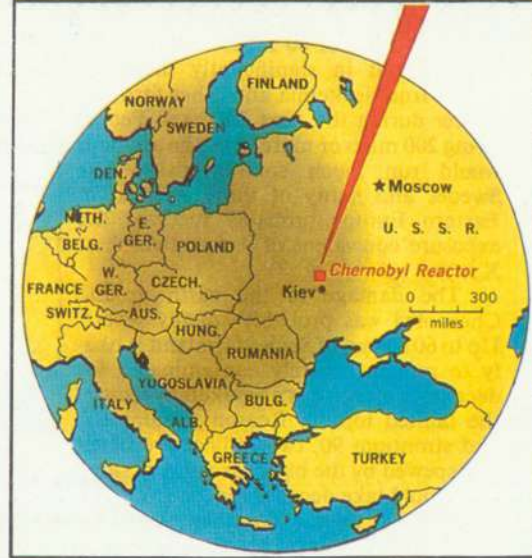 FINLAND
NORWAY
SWEDEN
DEN.
★Moscow
NETH.
E.
GER.
U. S. S. R.
BELG.
POLAND
Chernobyl Reactor
W.
GER.
CZECH.
Kiev
FRANCE
0 300
miles
SWITZ.
AUS.
HUNG.
RUMANIA
YUGOSLAVIA
ITALY
BULG.
ALB.
GREECE
TURKEY